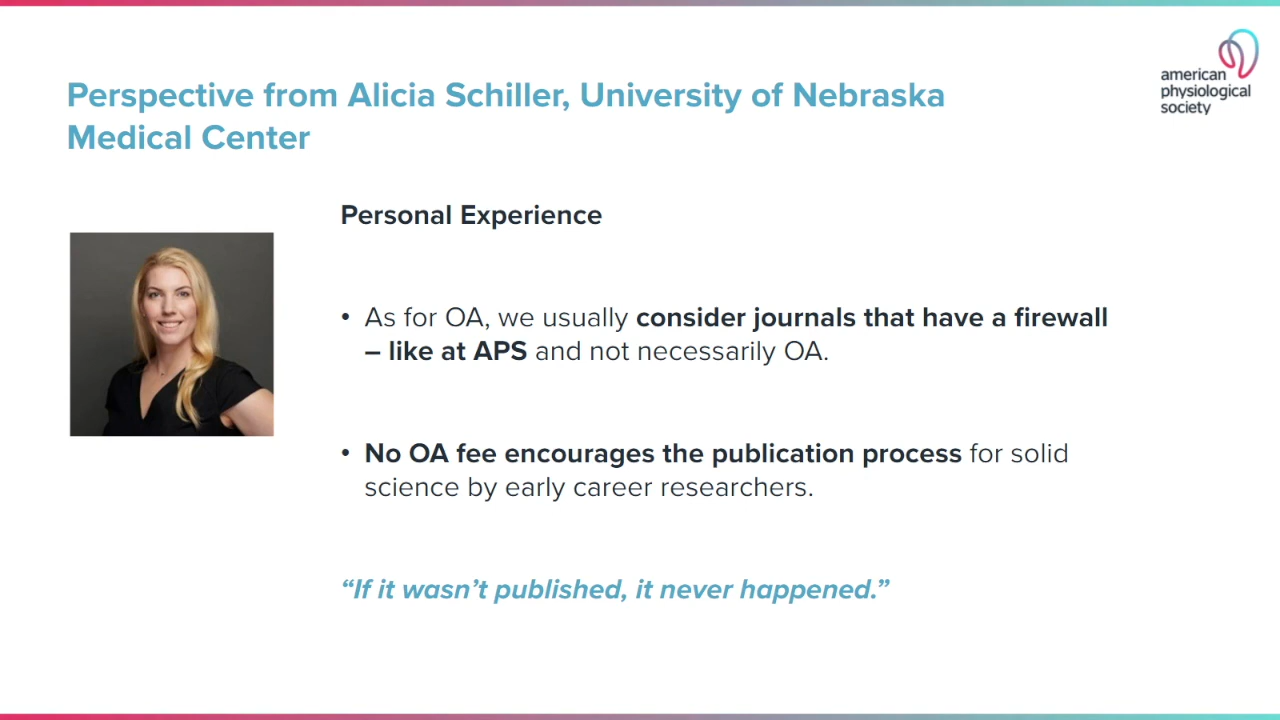 american
physiological
society
Perspective from Alicia Schiller, University of Nebraska
Medical Center
Personal Experience
• As for OA, we usually consider journals that have a firewall
– like at APS and not necessarily OA.
• No OA fee encourages the publication process for solid
science by early career researchers.
“If it wasn’t published, it never happened.”